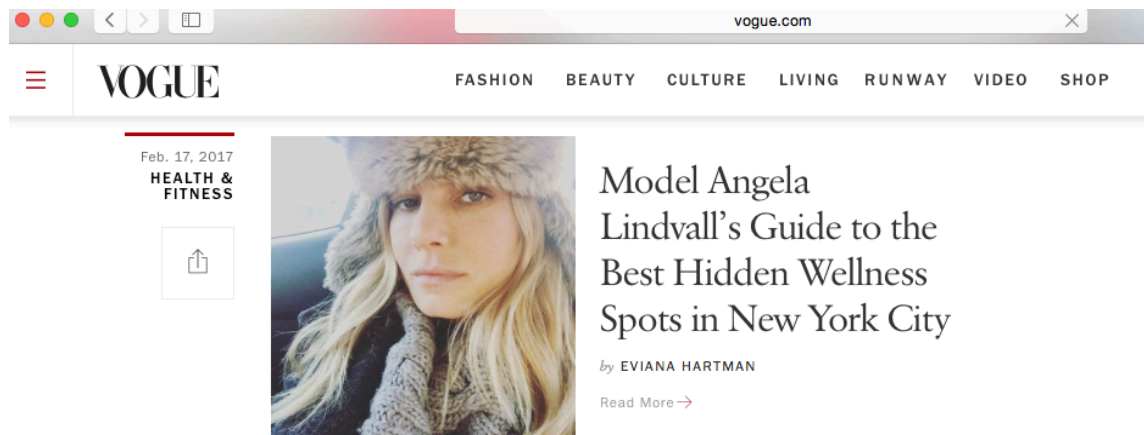 vogue.com
VOGUE
FASHION BEAUTY CULTURE LIVING RUNWAY VIDEO SHOP
Feb. 17, 2017
HEALTH &
FITNESS
Model Angela
Lindvall’s Guide to the
Best Hidden Wellness
Spots in New York City
by EVIANA HARTMAN
Read More→